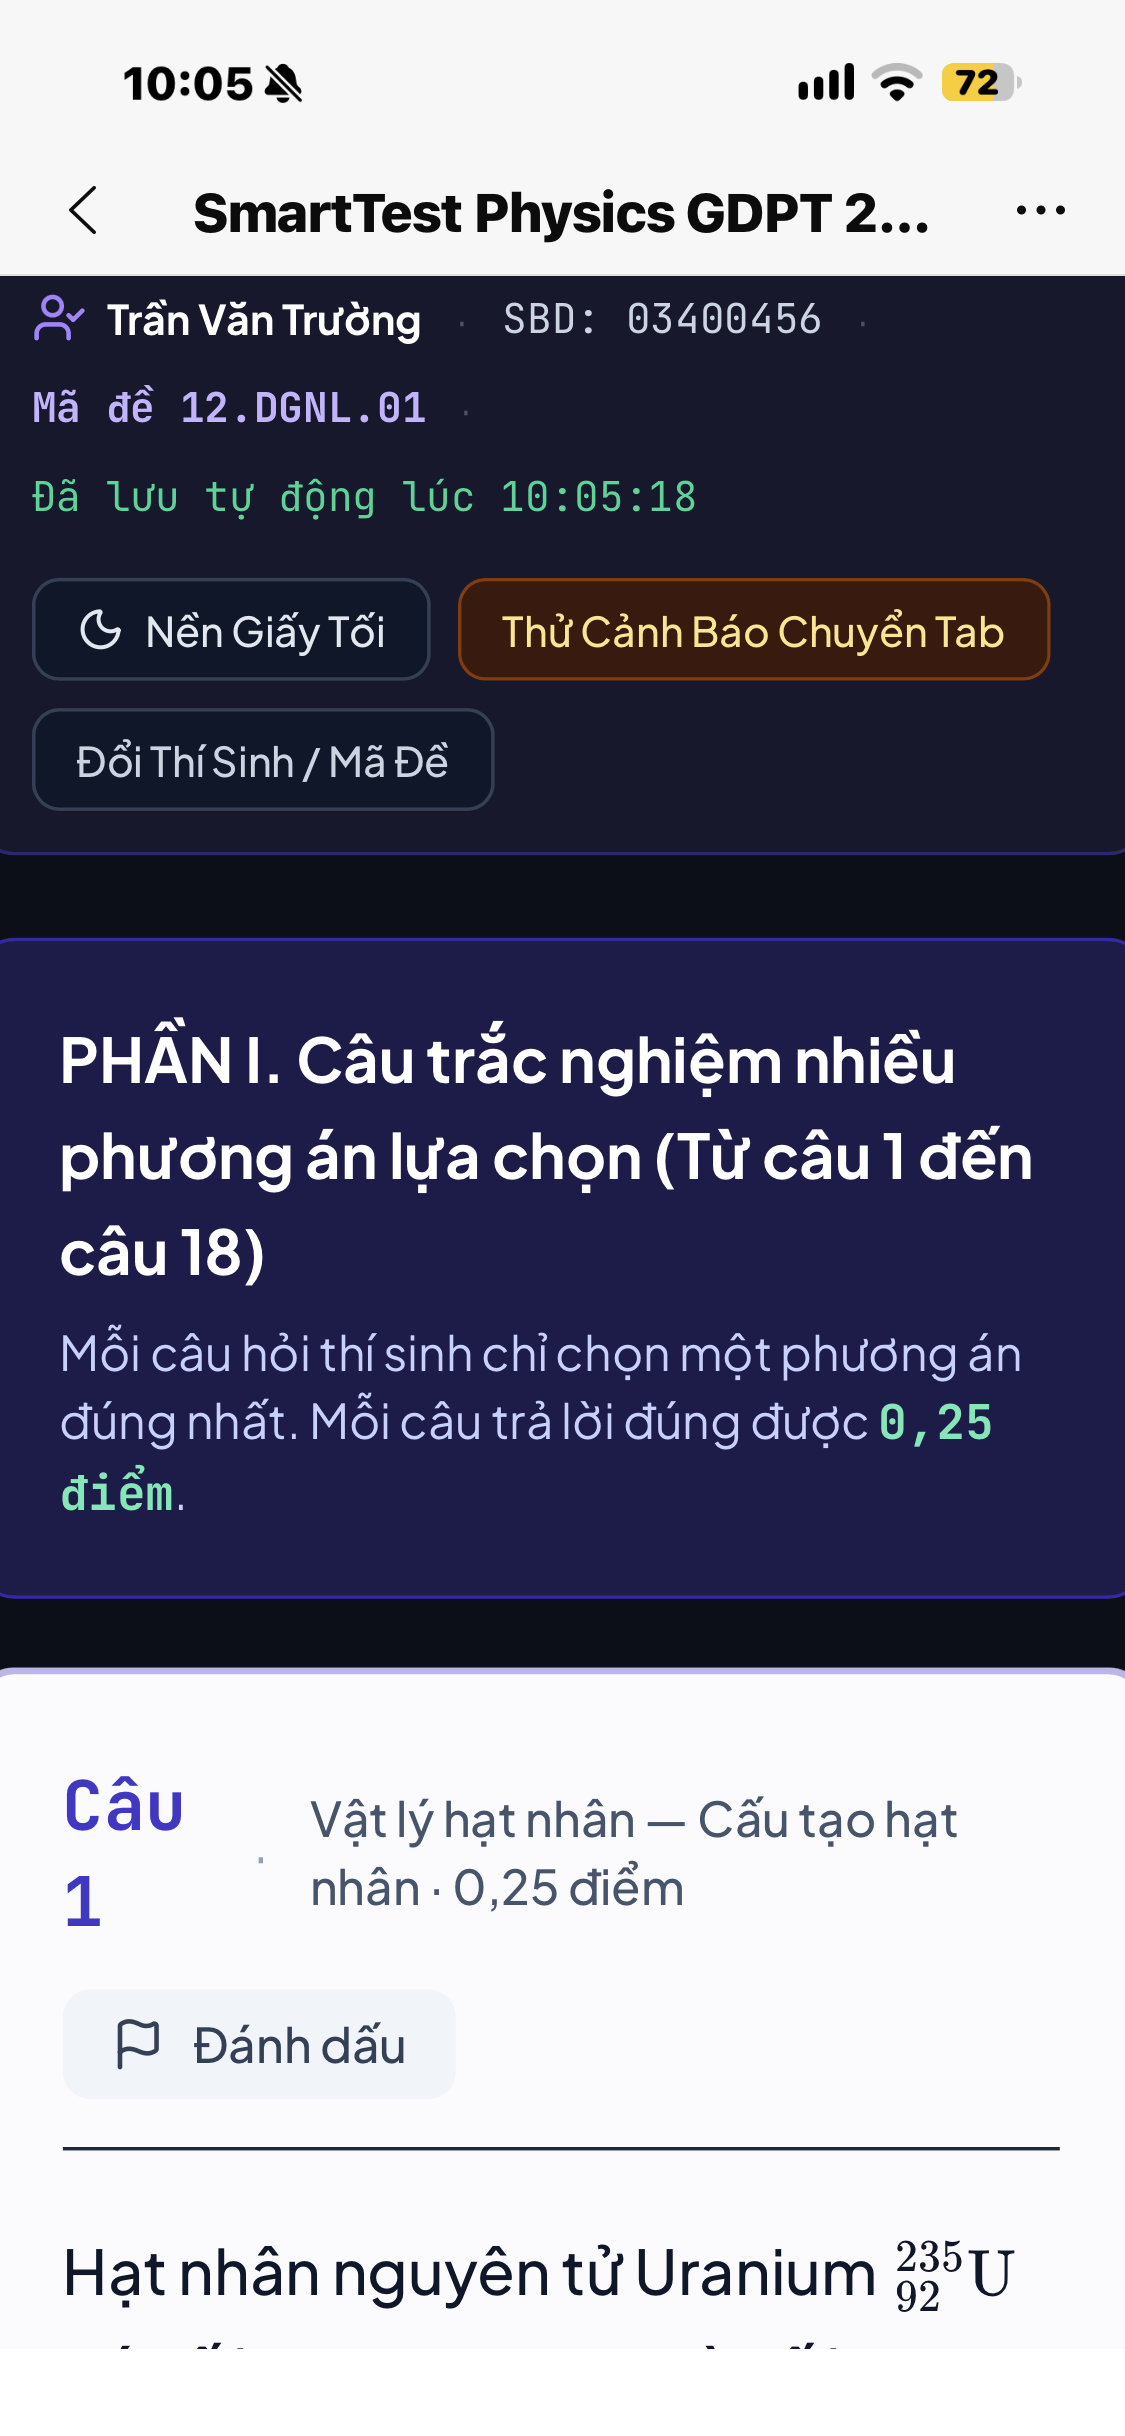 10:05
72
SmartTest Physics GDPT 2...
Trần Văn Trường · SBD: 03400456 ·
Mã đề 12.DGNL.01 ·
Đã lưu tự động lúc 10:05:18
Nền Giấy Tối
Thử Cảnh Báo Chuyển Tab
Đổi Thí Sinh / Mã Đề
PHẦN I. Câu trắc nghiệm nhiều
phương án lựa chọn (Từ câu 1 đến
câu 18)
Mỗi câu hỏi thí sinh chỉ chọn một phương án
đúng nhất. Mỗi câu trả lời đúng được 0,25
điểm.
Câu
1
·
Vật lý hạt nhân — Cấu tạo hạt
nhân · 0,25 điểm
Đánh dấu
Hạt nhân nguyên tử Uranium ²³⁵₉₂U